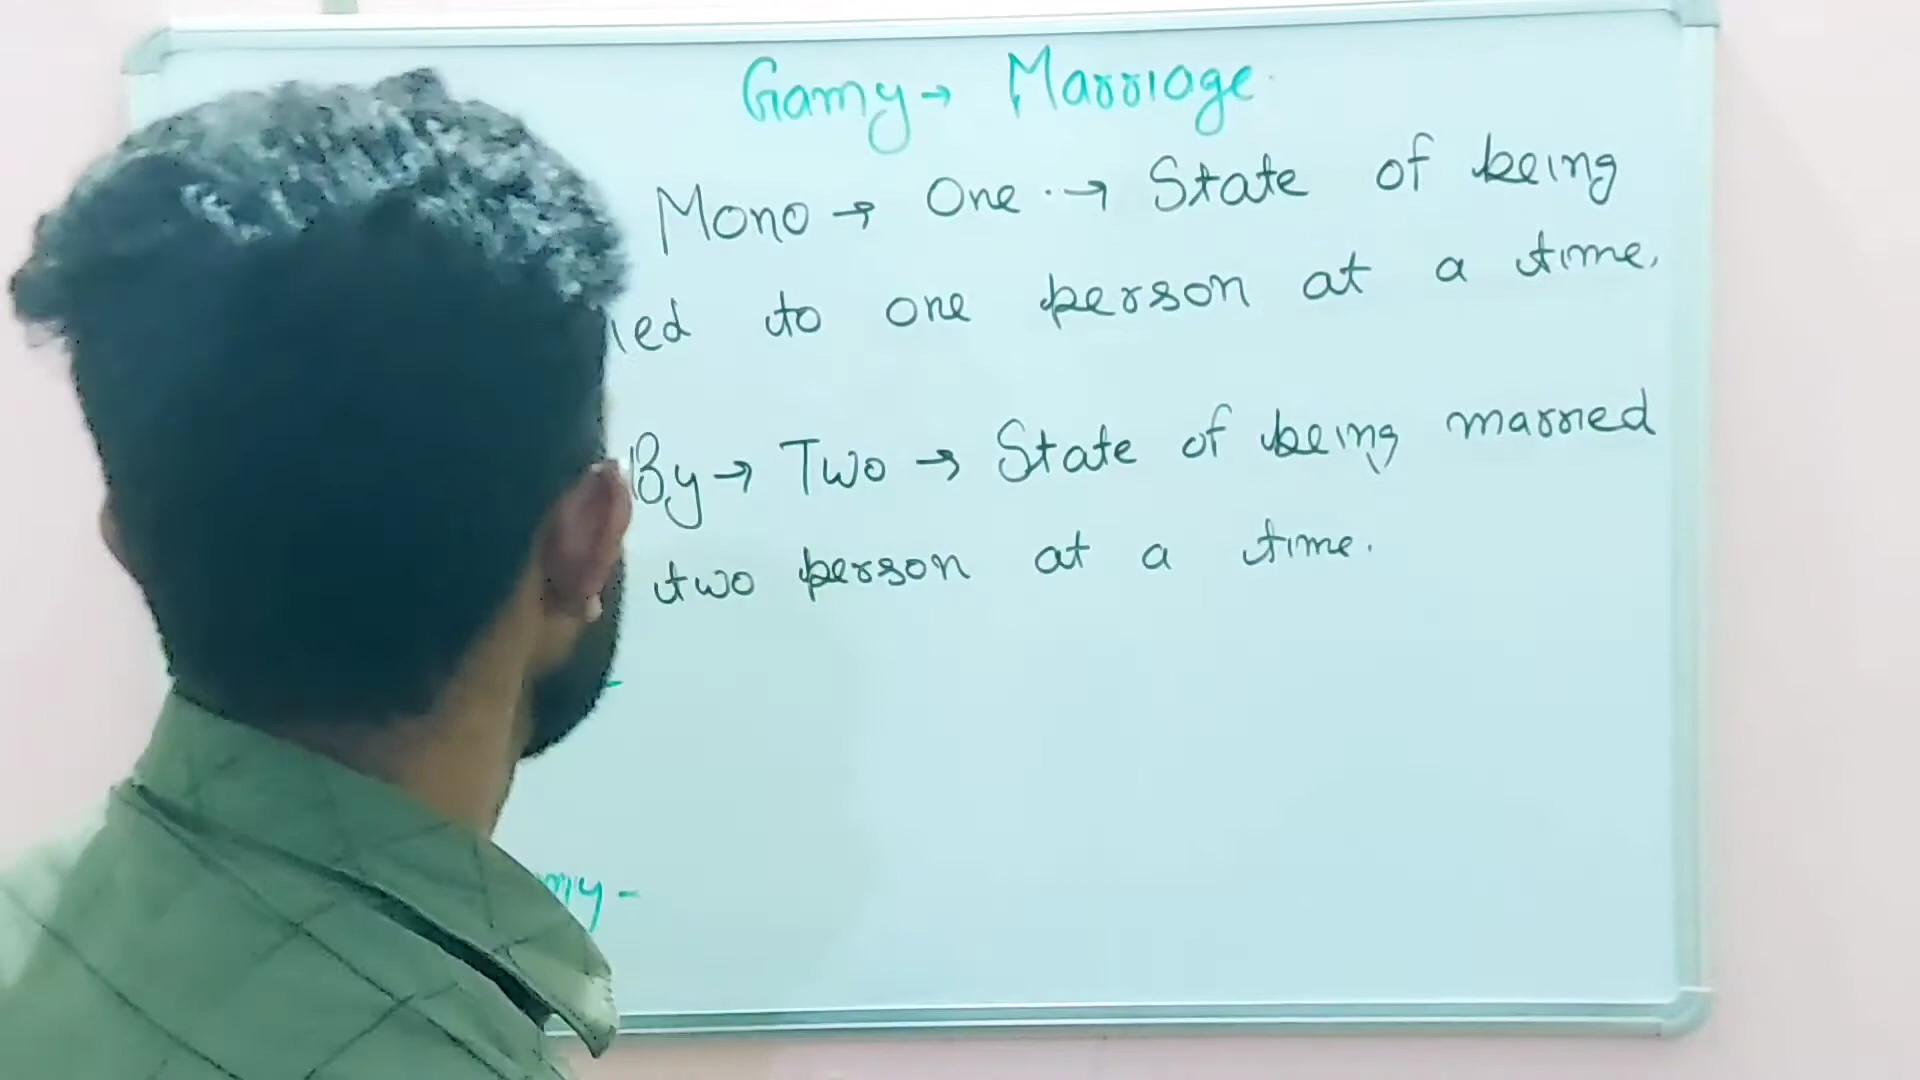 Gamy → Marriage
Mono → One → State of being
ied to one person at a time.
By → Two → State of being married
two person at a time.
my -